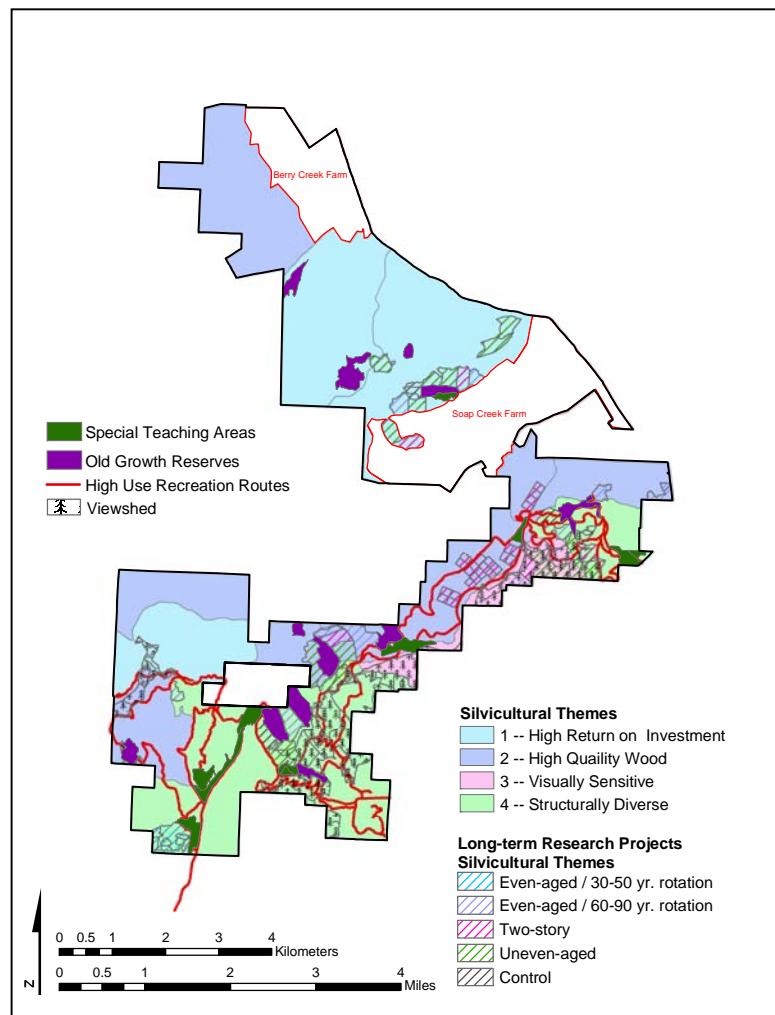 Berry Creek Farm
Soap Creek Farm
Special Teaching Areas
Old Growth Reserves
High Use Recreation Routes
Viewshed
Silvicultural Themes
1 -- High Return on Investment
2 -- High Quaility Wood
3 -- Visually Sensitive
4 -- Structurally Diverse
Long-term Research Projects
Silvicultural Themes
Even-aged / 30-50 yr. rotation
Even-aged / 60-90 yr. rotation
Two-story
Uneven-aged
Control
0 0.5 1 2 3 4
Kilometers
0 0.5 1 2 3 4
Miles
N